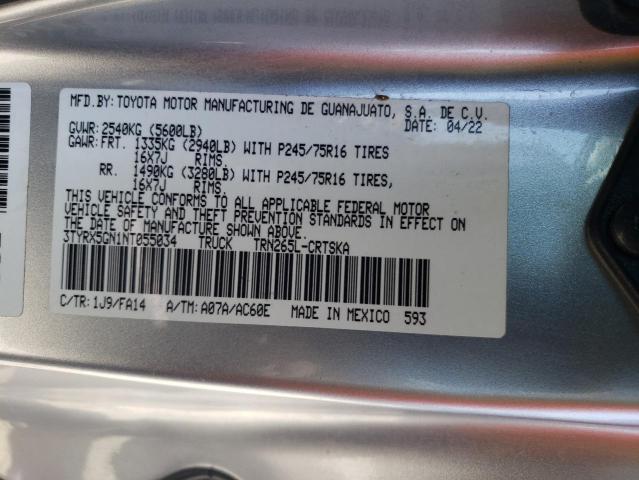 MFD.BY: TOYOTA MOTOR MANUFACTURING DE GUANAJUATO, S.A. DE C.V.
GVWR: 2540KG (5600LB) DATE: 04/22
GAWR: FRT. 1335KG (2940LB) WITH P245/75R16 TIRES
16X7J RIMS.
RR. 1490KG (3280LB) WITH P245/75R16 TIRES,
16X7J RIMS.
THIS VEHICLE CONFORMS TO ALL APPLICABLE FEDERAL MOTOR
VEHICLE SAFETY AND THEFT PREVENTION STANDARDS IN EFFECT
ON THE DATE OF MANUFACTURE SHOWN ABOVE.
3TYRX5GN1NT055034 TRUCK TRN265L-CRTSKA
C/TR: 1J9/FA14 A/TM: A07A/AC60E MADE IN MEXICO 593